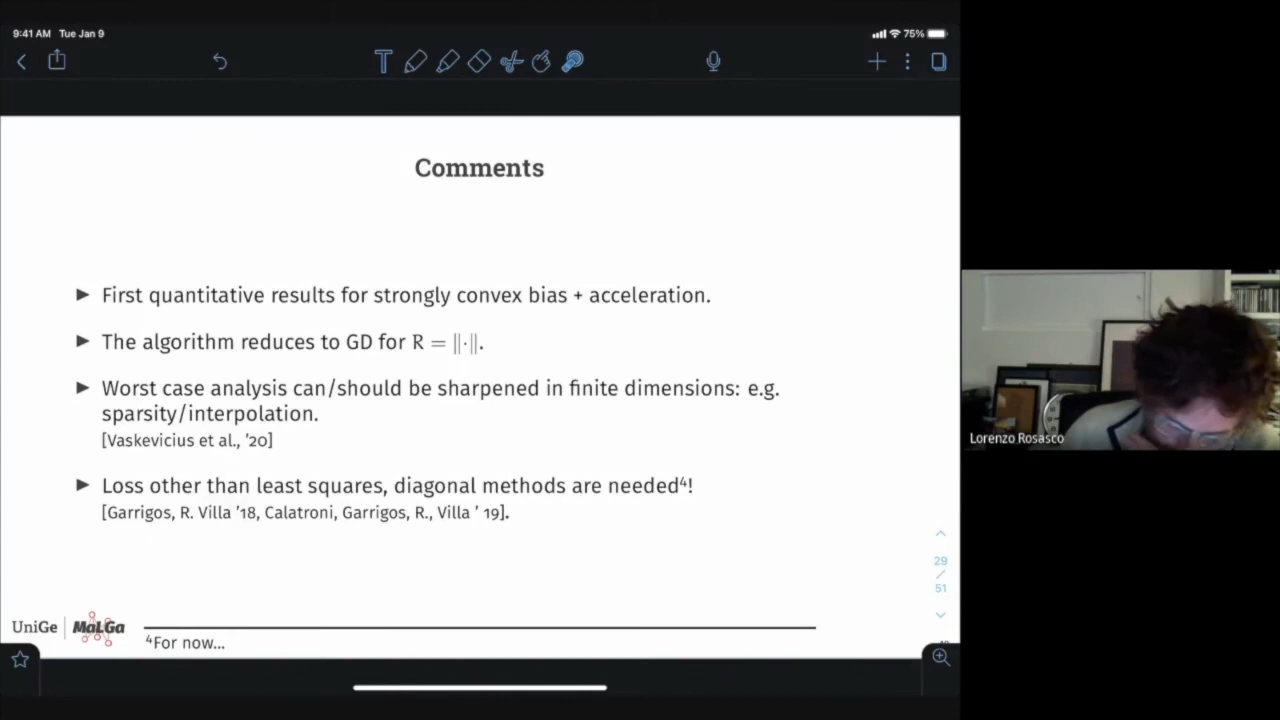 9:41 AM Tue Jan 9
75%
Comments
▶ First quantitative results for strongly convex bias + acceleration.
▶ The algorithm reduces to GD for R = ‖·‖.
▶ Worst case analysis can/should be sharpened in finite dimensions: e.g.
sparsity/interpolation.
[Vaskevicius et al., '20]
▶ Loss other than least squares, diagonal methods are needed⁴!
[Garrigos, R. Villa '18, Calatroni, Garrigos, R., Villa ' 19].
Lorenzo Rosasco
29
/
51
UniGe | MaLGa
⁴For now...